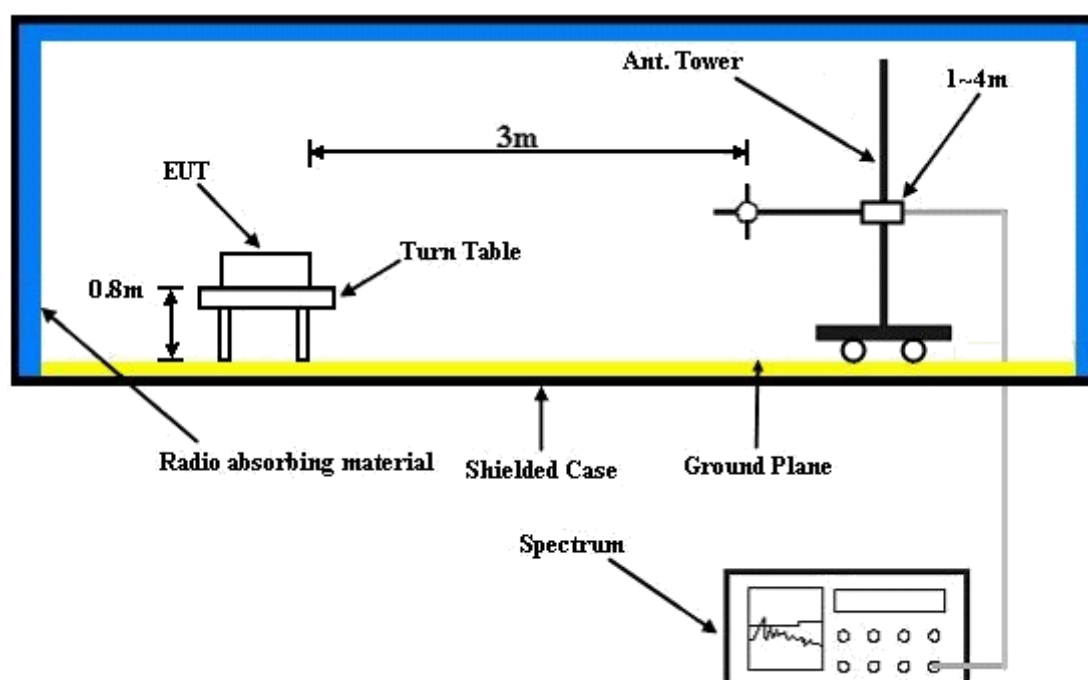 Ant. Tower
1~4m
3m
EUT
Turn Table
0.8m
Radio absorbing material
Shielded Case
Ground Plane
Spectrum